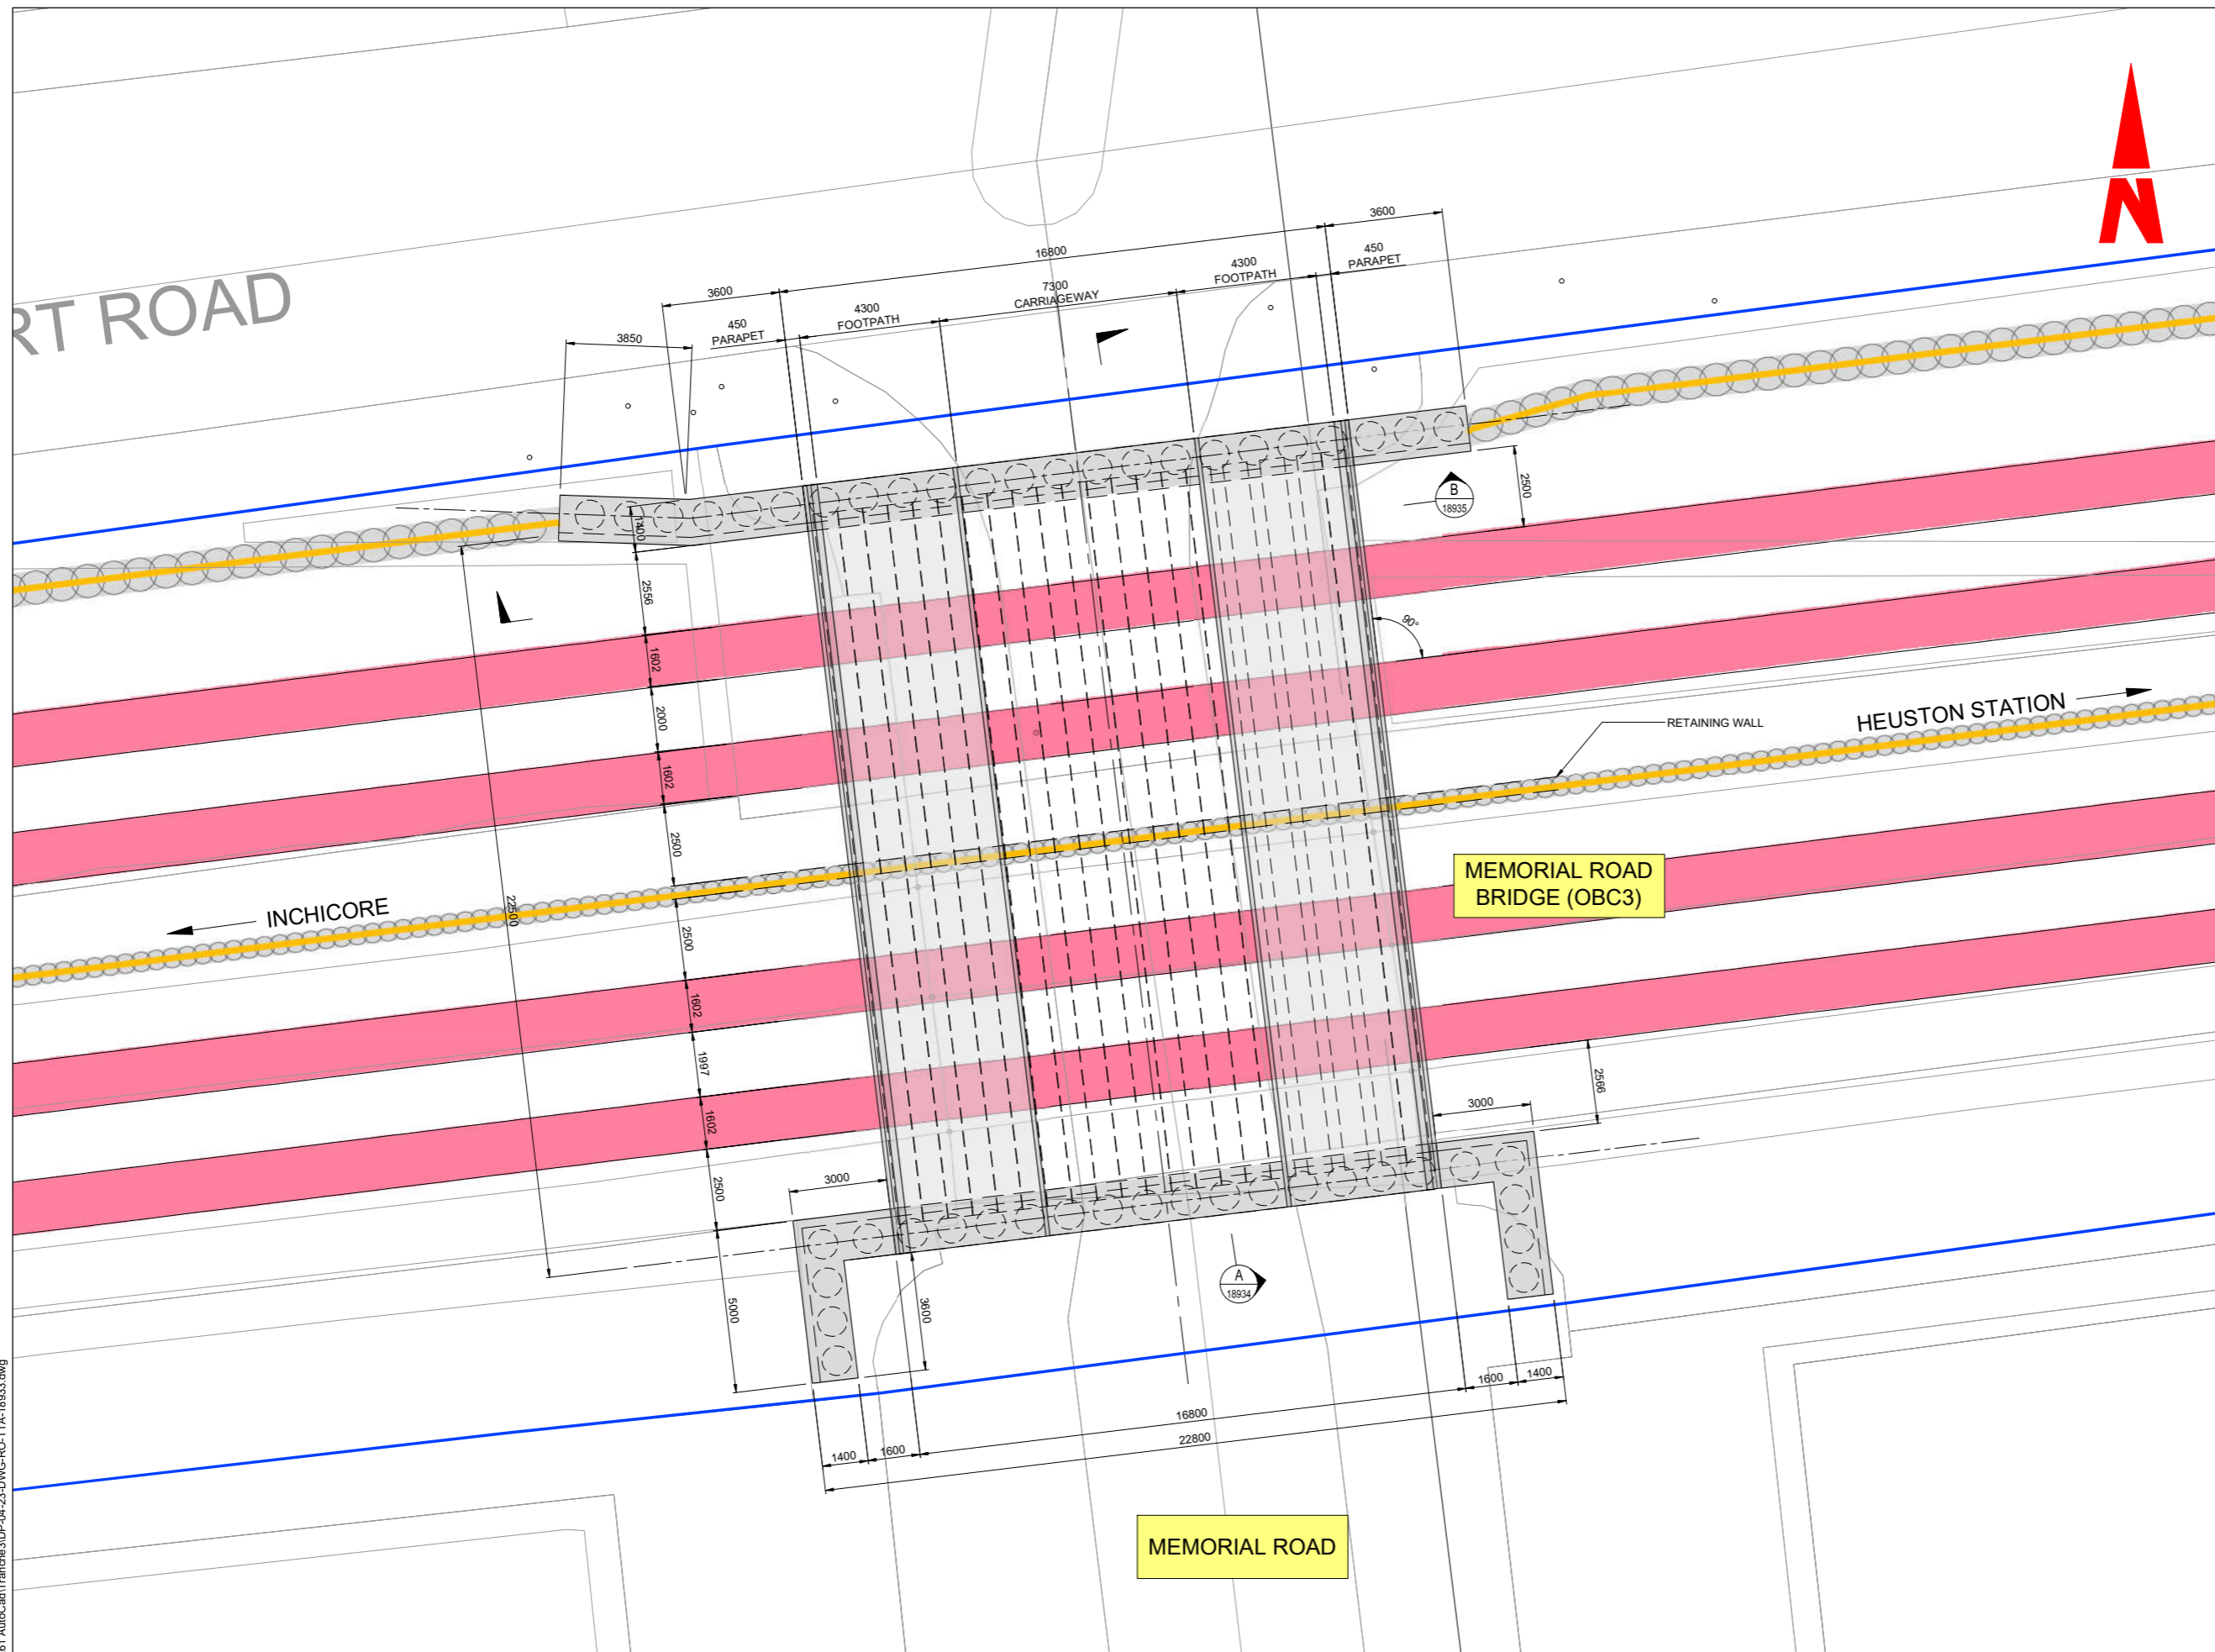 RT ROAD
N
3600
16800
3600
3850
450
PARAPET
4300
FOOTPATH
7300
CARRIAGEWAY
4300
FOOTPATH
450
PARAPET
1400
2556
1602
2000
1602
2500
22500
2500
1602
1997
1602
2500
5000
B
18935
2500
90°
RETAINING WALL
HEUSTON STATION
INCHICORE
MEMORIAL ROAD
BRIDGE (OBC3)
2566
3000
3000
3600
A
18934
1400
1600
16800
1600
1400
22800
MEMORIAL ROAD